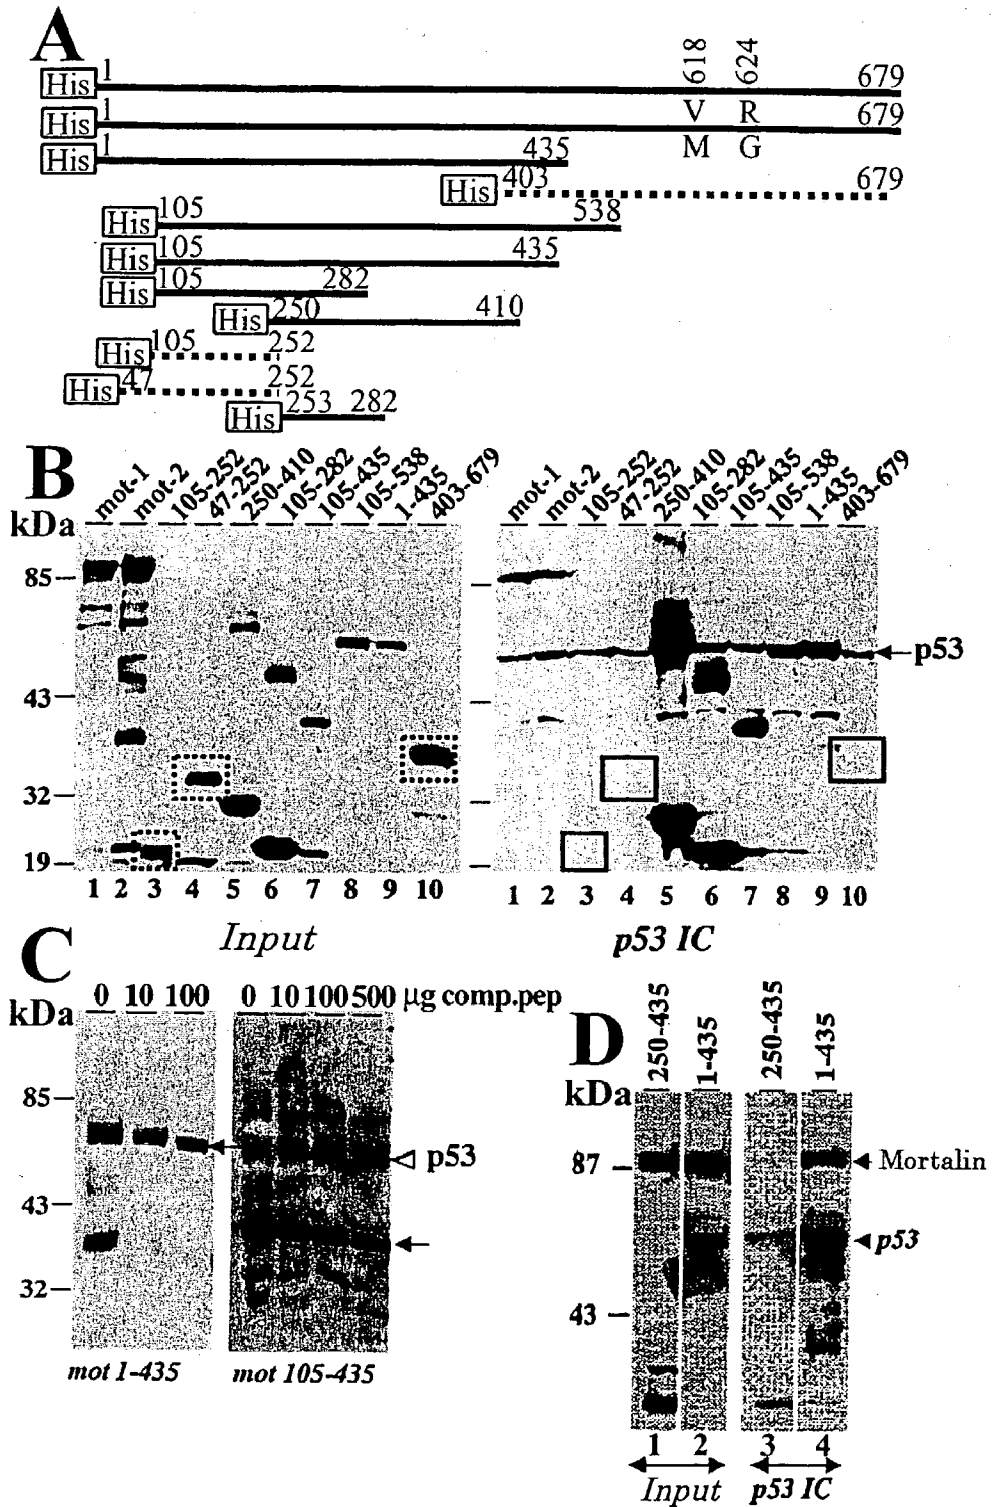 A
618 624
His 1 679
V R
His 1 679
M G
His 1 435
His 403 679
His 105 538
His 105 435
His 105 282
His 250 410
His 105 252
His 47 252
His 253 282
B
kDa mot-1 mot-2 105-252 47-252 250-410 105-282 105-435 105-538 1-435 403-679
mot-1 mot-2 105-252 47-252 250-410 105-282 105-435 105-538 1-435 403-679
85
p53
43
32
19
1 2 3 4 5 6 7 8 9 10
1 2 3 4 5 6 7 8 9 10
Input p53 IC
C
kDa 0 10 100 0 10 100 500 µg comp.pep
85
p53
43
32
mot 1-435 mot 105-435
D
kDa 250-435 1-435 250-435 1-435
87 Mortalin
p53
43
1 2 3 4
Input p53 IC